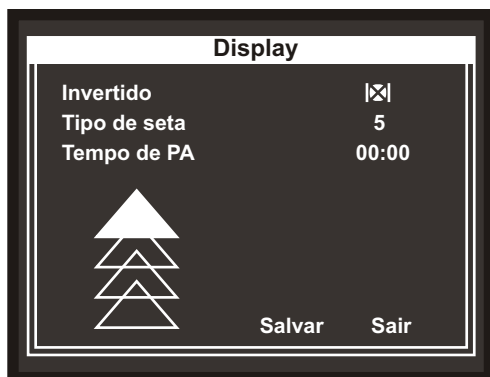 Display
Invertido
Tipo de seta 5
Tempo de PA 00:00
Salvar Sair